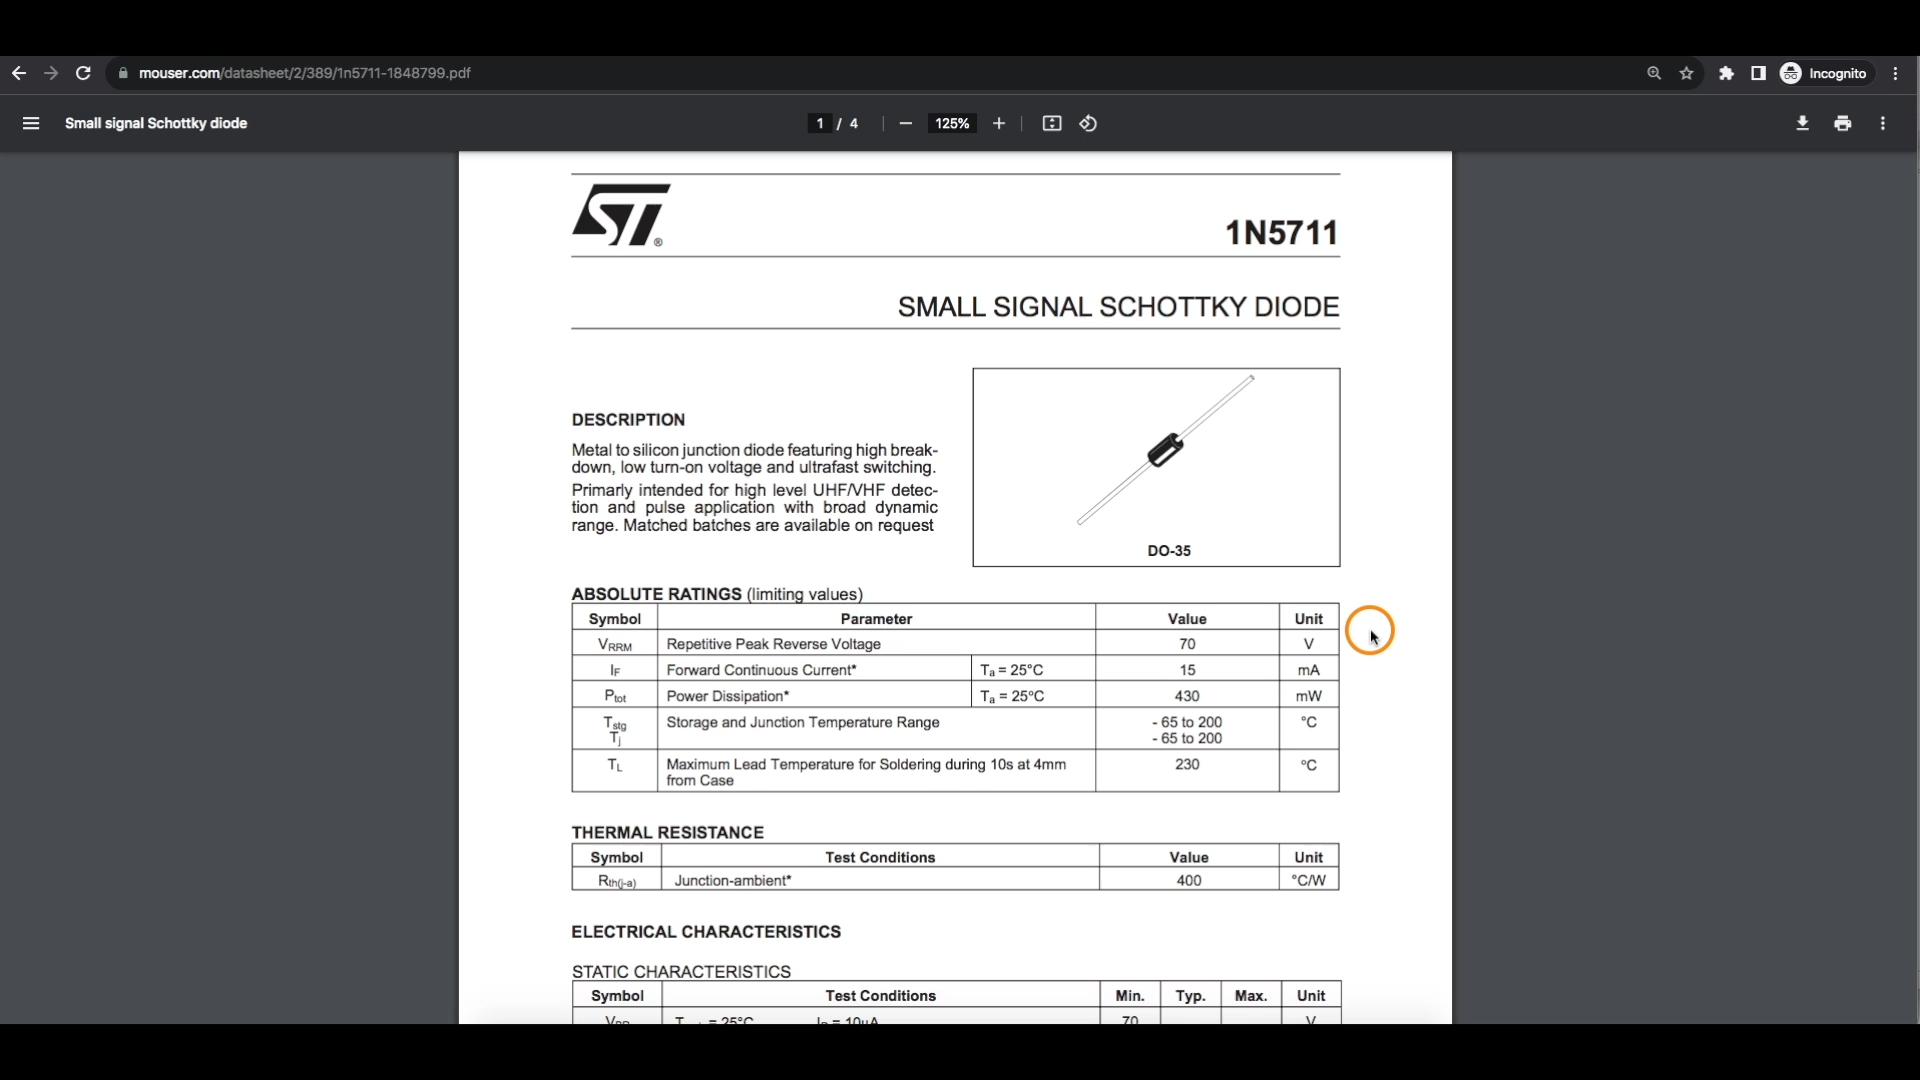 mouser.com/datasheet/2/389/1n5711-1848799.pdf
Incognito
Small signal Schottky diode
1 / 4
125%
ST®
1N5711
SMALL SIGNAL SCHOTTKY DIODE
DESCRIPTION
Metal to silicon junction diode featuring high break-
down, low turn-on voltage and ultrafast switching.
Primarly intended for high level UHF/VHF detec-
tion and pulse application with broad dynamic
range. Matched batches are available on request
DO-35
ABSOLUTE RATINGS (limiting values)
Symbol Parameter Value Unit
VRRM Repetitive Peak Reverse Voltage 70 V
IF Forward Continuous Current* Ta = 25°C 15 mA
Ptot Power Dissipation* Ta = 25°C 430 mW
Tstg Storage and Junction Temperature Range - 65 to 200 °C
Tj - 65 to 200
TL Maximum Lead Temperature for Soldering during 10s at 4mm 230 °C
from Case
THERMAL RESISTANCE
Symbol Test Conditions Value Unit
Rth(j-a) Junction-ambient* 400 °C/W
ELECTRICAL CHARACTERISTICS
STATIC CHARACTERISTICS
Symbol Test Conditions Min. Typ. Max. Unit
= 25°C = 10µA 70 V